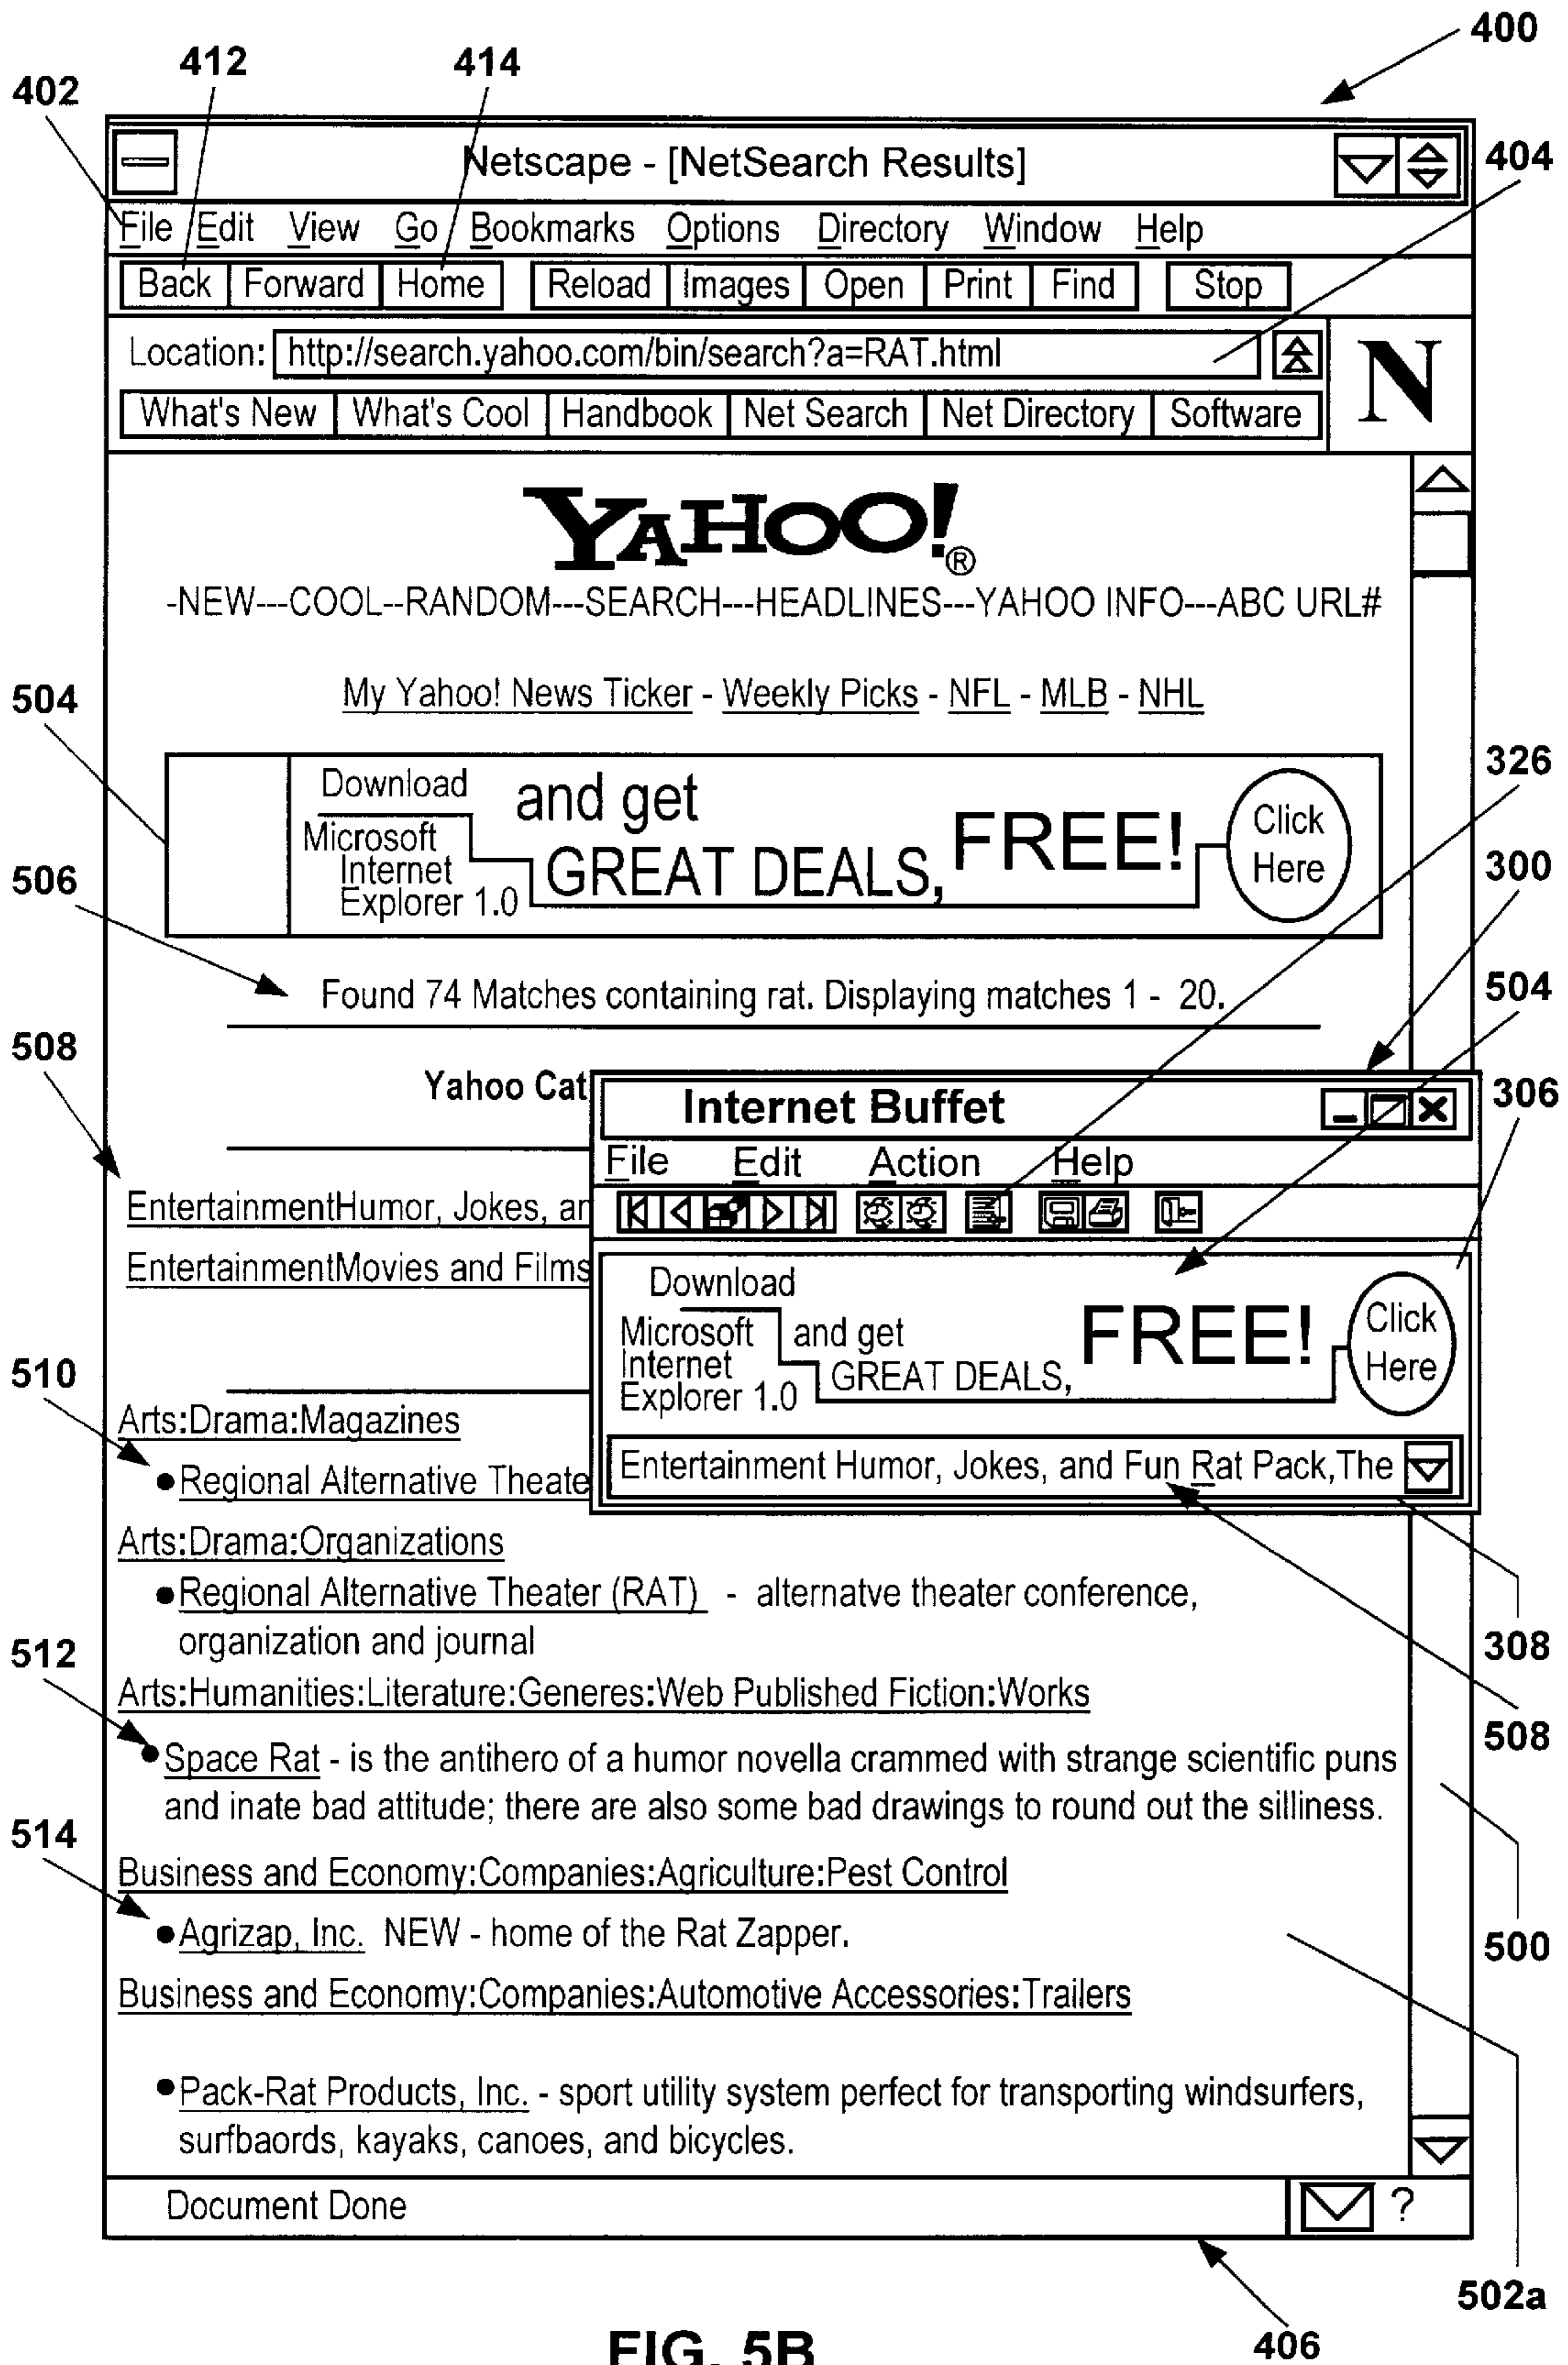 400
412
414
402
Netscape - [NetSearch Results]
404
File Edit View Go Bookmarks Options Directory Window Help
Back Forward Home Reload Images Open Print Find Stop
Location: http://search.yahoo.com/bin/search?a=RAT.html
N
What's New What's Cool Handbook Net Search Net Directory Software
YAHOO!®
-NEW---COOL--RANDOM---SEARCH---HEADLINES---YAHOO INFO---ABC URL#
504
My Yahoo! News Ticker - Weekly Picks - NFL - MLB - NHL
326
Download
and get
Microsoft
Internet
Explorer 1.0
GREAT DEALS,
FREE!
Click
Here
300
506
504
Found 74 Matches containing rat. Displaying matches 1 - 20.
508
Yahoo Cat
Internet Buffet
306
File Edit Action Help
EntertainmentHumor, Jokes, an
EntertainmentMovies and Films
Download
Microsoft
Internet
Explorer 1.0
and get
GREAT DEALS,
FREE!
Click
Here
510
Arts:Drama:Magazines
Entertainment Humor, Jokes, and Fun Rat Pack,The
●Regional Alternative Theate
Arts:Drama:Organizations
●Regional Alternative Theater (RAT) - alternatve theater conference,
organization and journal
308
512
Arts:Humanities:Literature:Generes:Web Published Fiction:Works
508
●Space Rat - is the antihero of a humor novella crammed with strange scientific puns
and inate bad attitude; there are also some bad drawings to round out the silliness.
514
Business and Economy:Companies:Agriculture:Pest Control
●Agrizap, Inc. NEW - home of the Rat Zapper.
500
Business and Economy:Companies:Automotive Accessories:Trailers
●Pack-Rat Products, Inc. - sport utility system perfect for transporting windsurfers,
surfbaords, kayaks, canoes, and bicycles.
Document Done
?
502a
406
FIG. 5B